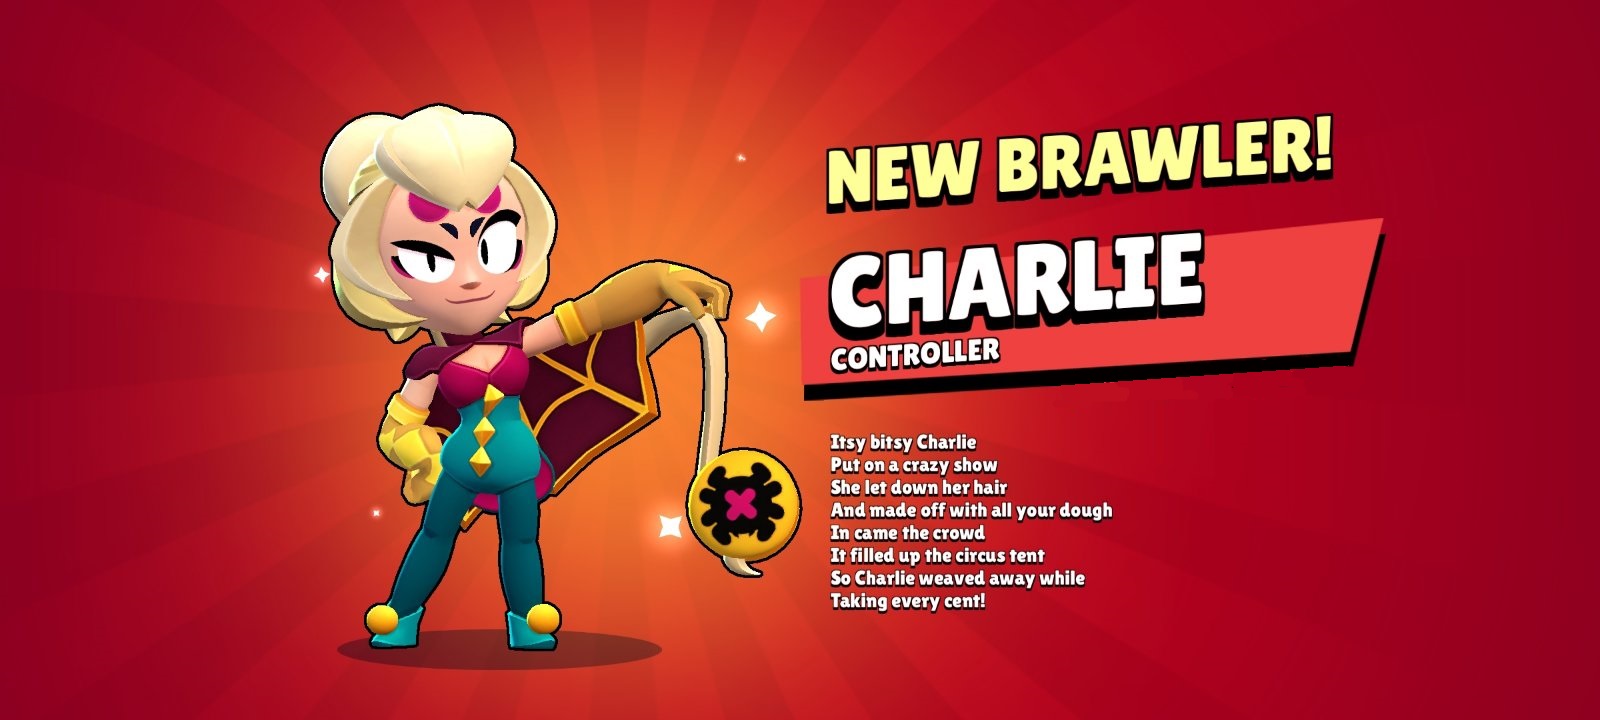 NEW BRAWLER!
CHARLIE
CONTROLLER
Itsy bitsy Charlie
Put on a crazy show
She let down her hair
And made off with all your dough
In came the crowd
It filled up the circus tent
So Charlie weaved away while
Taking every cent!